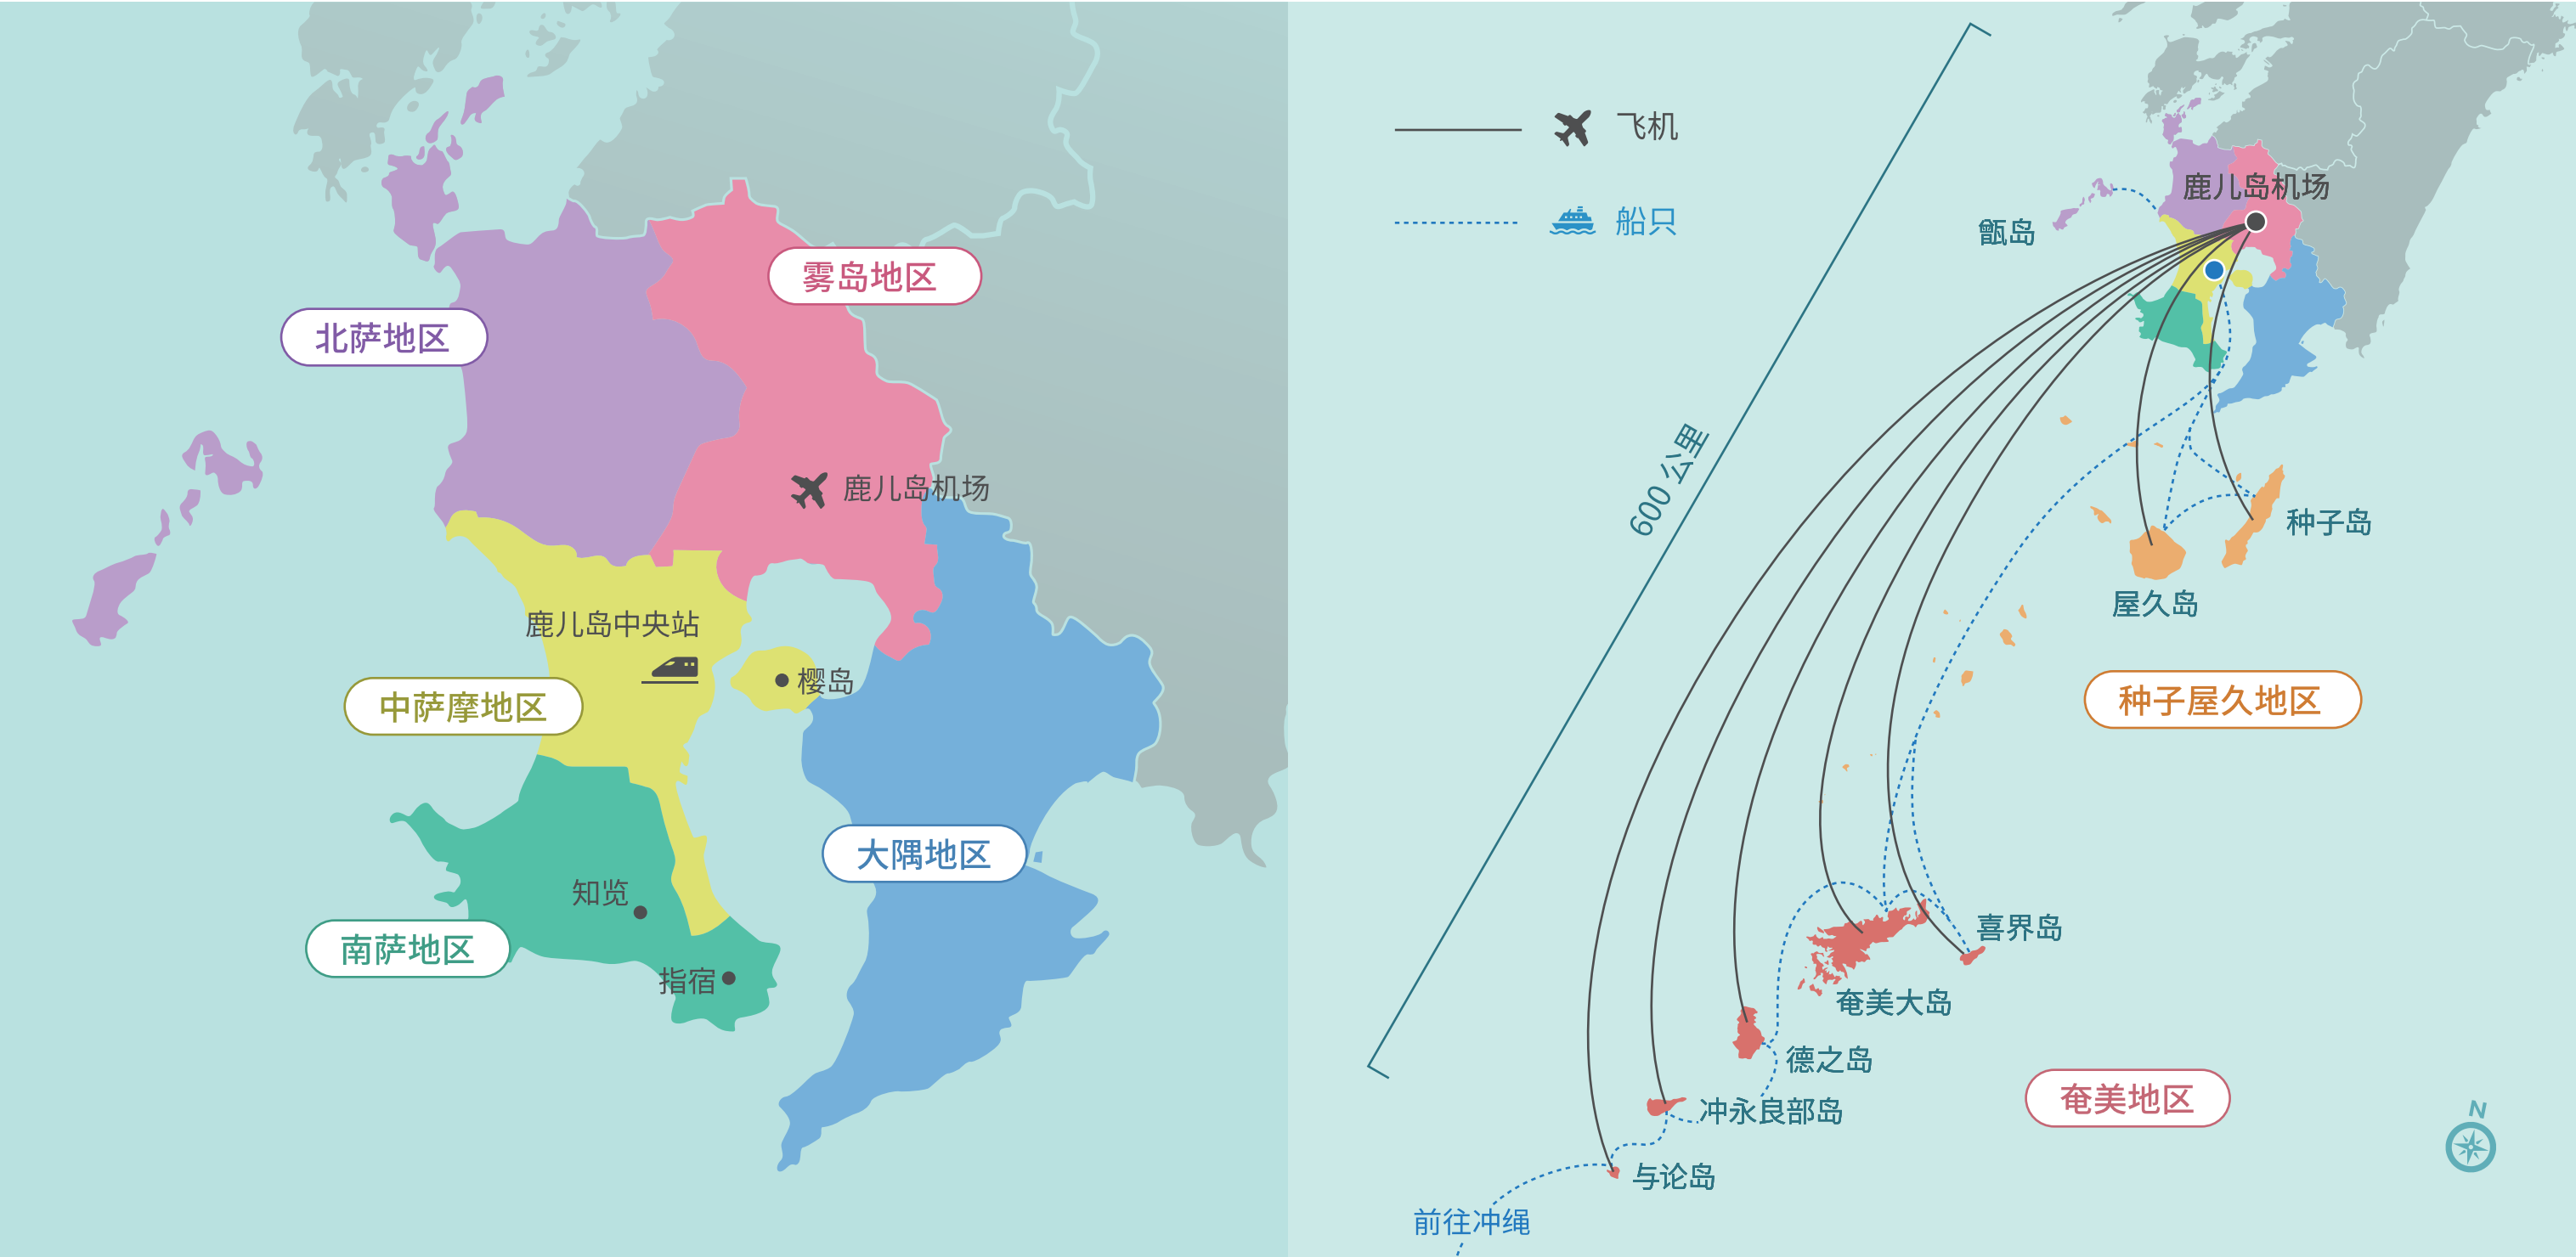 雾岛地区
北萨地区
鹿儿岛机场
鹿儿岛中央站
樱岛
中萨摩地区
大隅地区
知览
南萨地区
指宿
飞机
船只
600 公里
鹿儿岛机场
甑岛
种子岛
屋久岛
种子屋久地区
喜界岛
奄美大岛
德之岛
冲永良部岛
奄美地区
与论岛
前往冲绳
N